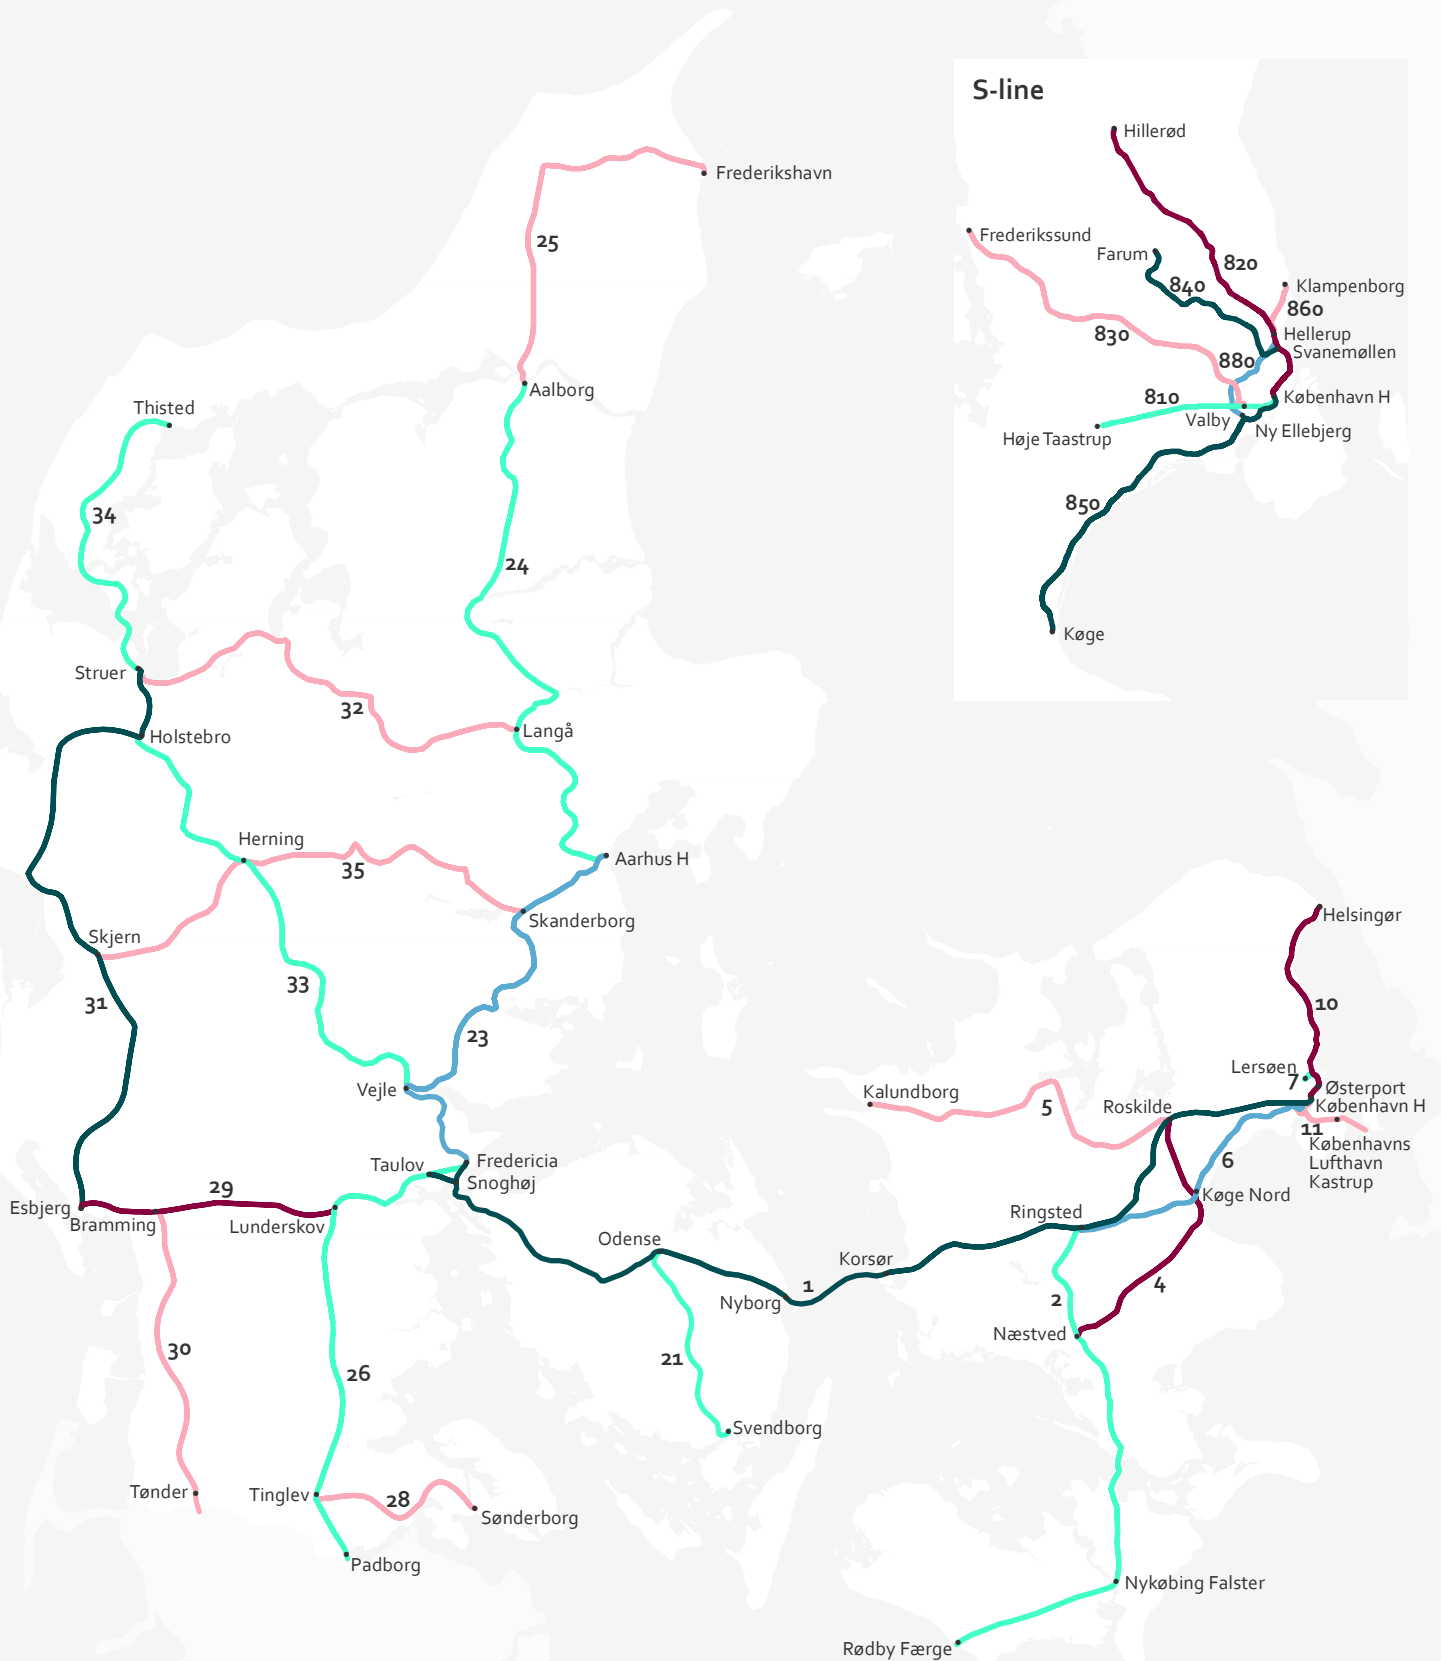 S-line
Hillerød
Frederikshavn
Frederikssund
25
Farum
820
840
Klampenborg
860
830
Hellerup
Svanemøllen
880
Aalborg
København H
810
Thisted
Valby
Ny Ellebjerg
Høje Taastrup
850
34
24
Køge
Struer
32
Langå
Holstebro
Herning
35
Aarhus H
Skanderborg
Helsingør
Skjern
33
31
10
23
Lersøen
7
Østerport
Vejle
Kalundborg
5
Roskilde
København H
11
Københavns
Lufthavn
Kastrup
Taulov
Fredericia
Snoghøj
6
29
Køge Nord
Esbjerg
Bramming
Lunderskov
Ringsted
Odense
Korsør
1
4
2
Nyborg
Næstved
30
21
26
Svendborg
Tønder
Tinglev
28
Sønderborg
Padborg
Nykøbing Falster
Rødby Færge